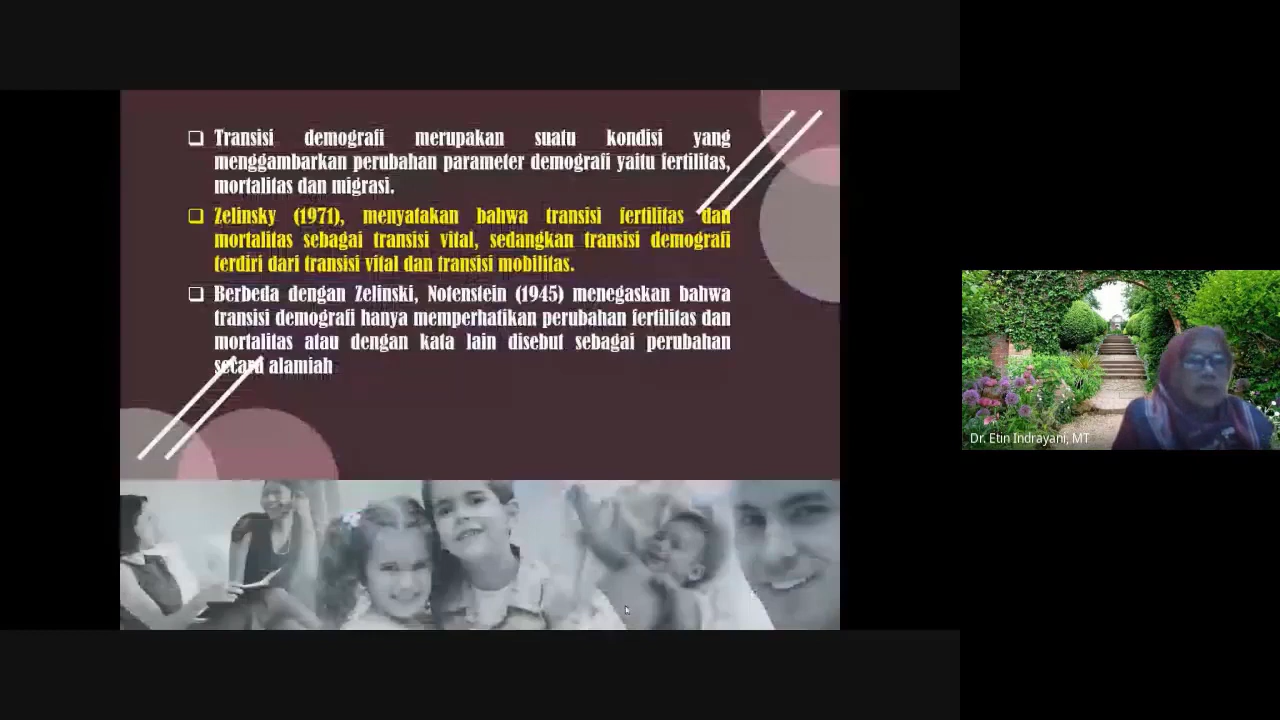 Transisi demografi merupakan suatu kondisi yang
menggambarkan perubahan parameter demografi yaitu fertilitas,
mortalitas dan migrasi.
Zelinsky (1971), menyatakan bahwa transisi fertilitas dan
mortalitas sebagai transisi vital, sedangkan transisi demografi
terdiri dari transisi vital dan transisi mobilitas.
Berbeda dengan Zelinski, Notenstein (1945) menegaskan bahwa
transisi demografi hanya memperhatikan perubahan fertilitas dan
mortalitas atau dengan kata lain disebut sebagai perubahan
secara alamiah
Dr. Etin Indrayani, MT